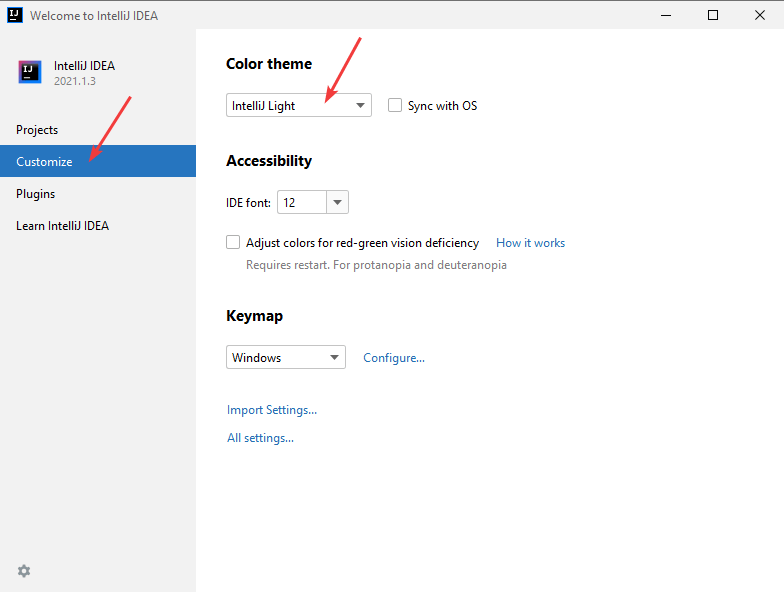 Welcome to IntelliJ IDEA
IJ
IntelliJ IDEA
2021.1.3
Projects
Customize
Plugins
Learn IntelliJ IDEA
Color theme
IntelliJ Light
Sync with OS
Accessibility
IDE font: 12
Adjust colors for red-green vision deficiency How it works
Requires restart. For protanopia and deuteranopia
Keymap
Windows Configure...
Import Settings...
All settings...